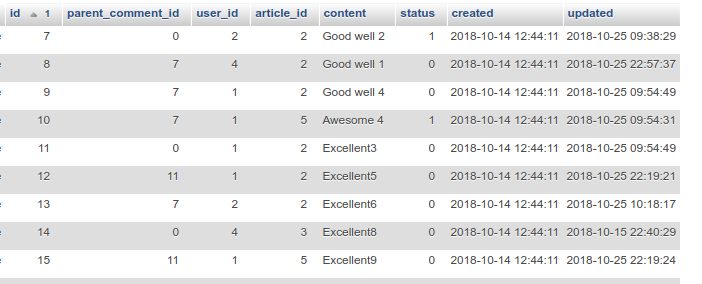 id 1 parent_comment_id user_id article_id content status created updated
7 0 2 2 Good well 2 1 2018-10-14 12:44:11 2018-10-25 09:38:29
8 7 4 2 Good well 1 0 2018-10-14 12:44:11 2018-10-25 22:57:37
9 7 1 2 Good well 4 0 2018-10-14 12:44:11 2018-10-25 09:54:49
10 7 1 5 Awesome 4 1 2018-10-14 12:44:11 2018-10-25 09:54:31
11 0 1 2 Excellent3 0 2018-10-14 12:44:11 2018-10-25 09:54:49
12 11 1 2 Excellent5 0 2018-10-14 12:44:11 2018-10-25 22:19:21
13 7 2 2 Excellent6 0 2018-10-14 12:44:11 2018-10-25 10:18:17
14 0 4 3 Excellent8 0 2018-10-14 12:44:11 2018-10-15 22:40:29
15 11 1 5 Excellent9 0 2018-10-14 12:44:11 2018-10-25 22:19:24